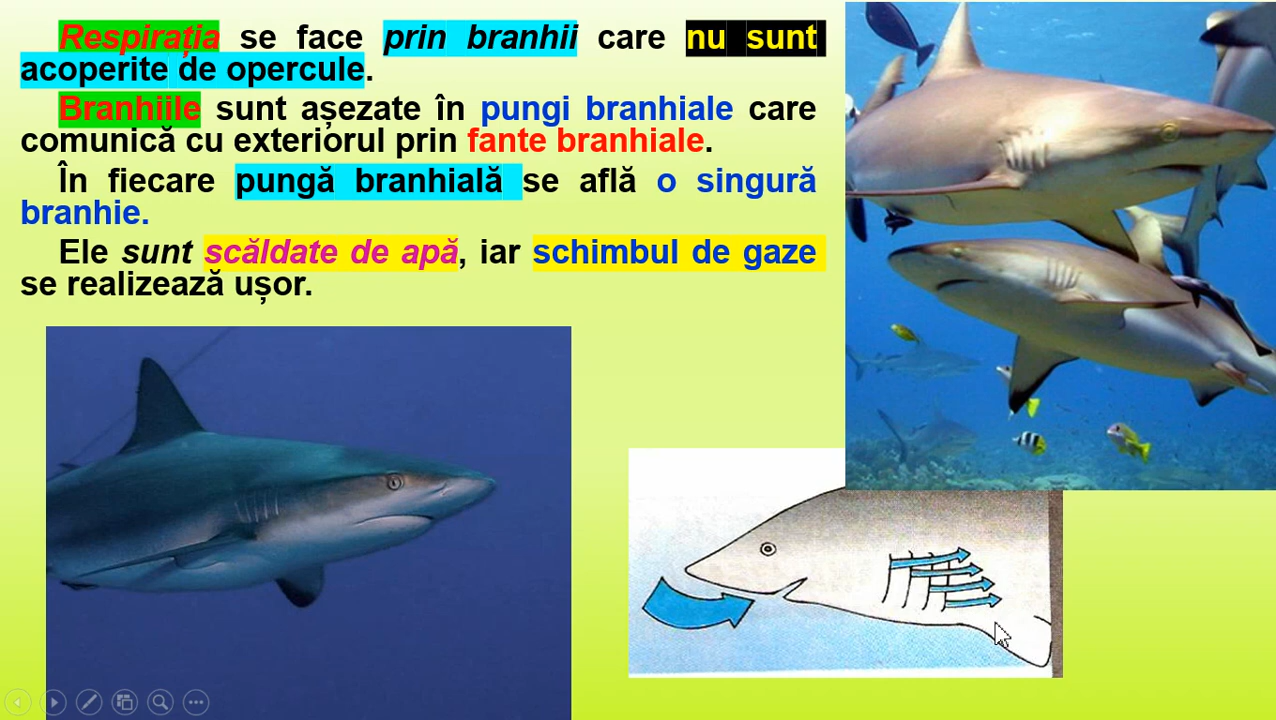 Respirația se face prin branhii care nu sunt
acoperite de opercule.
Branhiile sunt așezate în pungi branhiale care
comunică cu exteriorul prin fante branhiale.
În fiecare pungă branhială se află o singură
branhie.
Ele sunt scăldate de apă, iar schimbul de gaze
se realizează ușor.